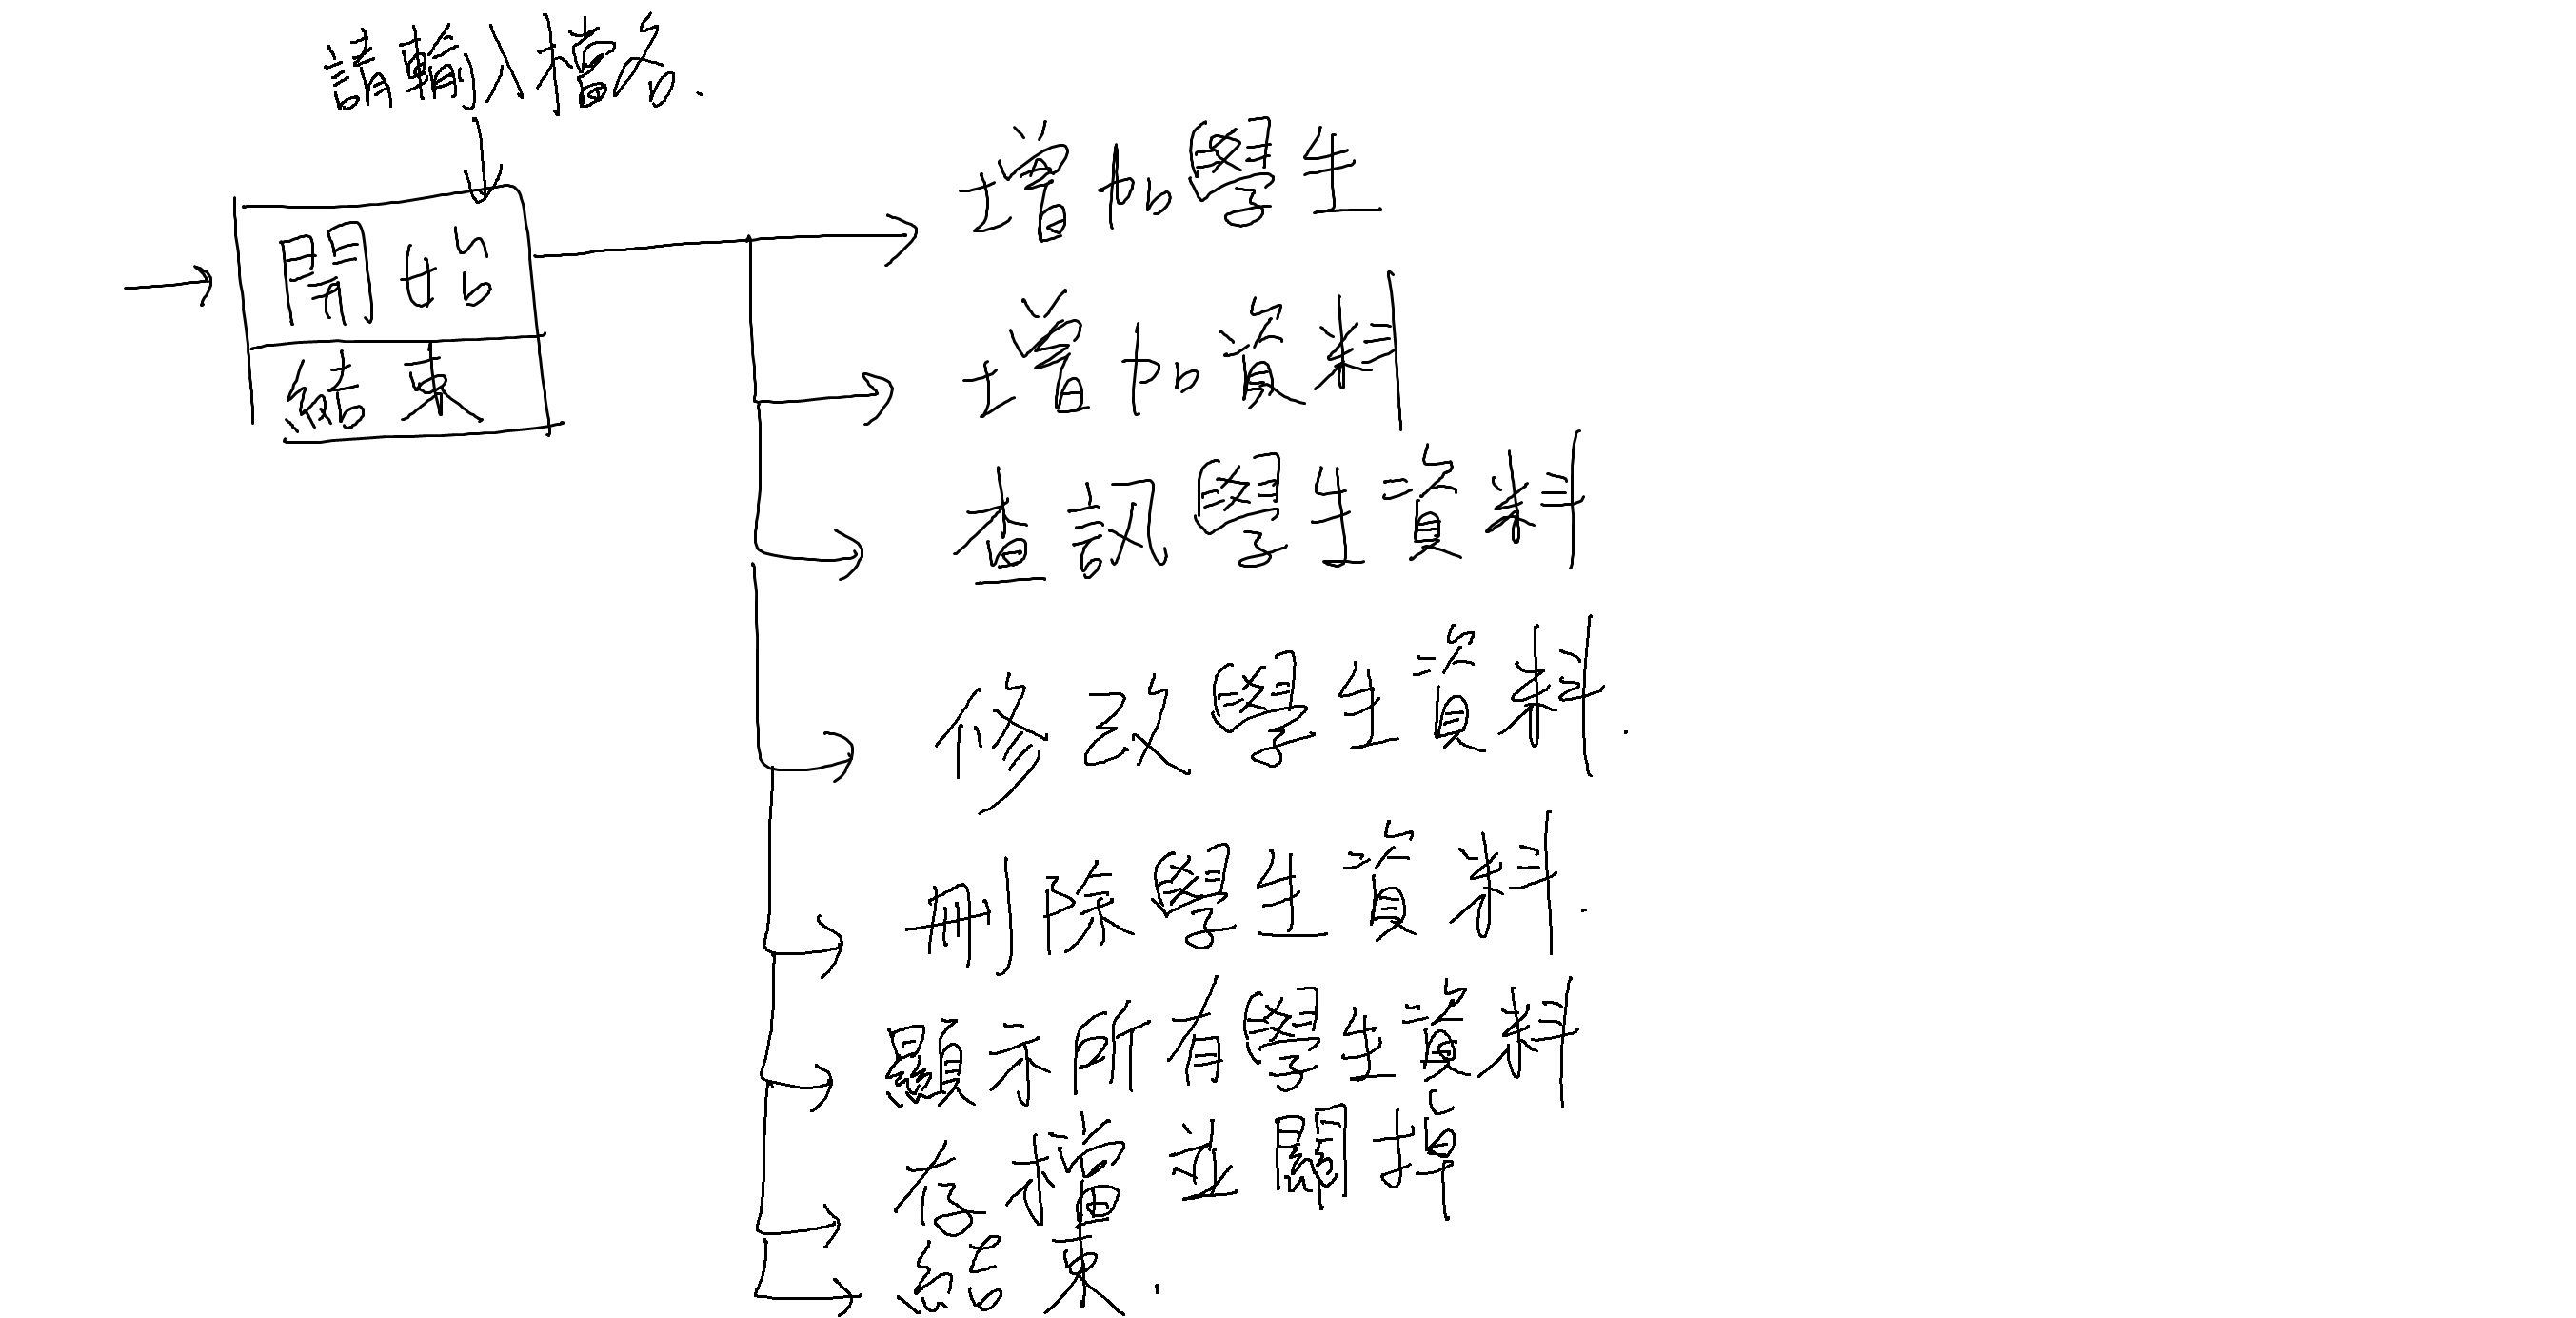 請輸入檔名.
開始
結束
增加學生
增加資料
查訊學生資料
修改學生資料.
刪除學生資料.
顯示所有學生資料
存檔並關掉
結束.